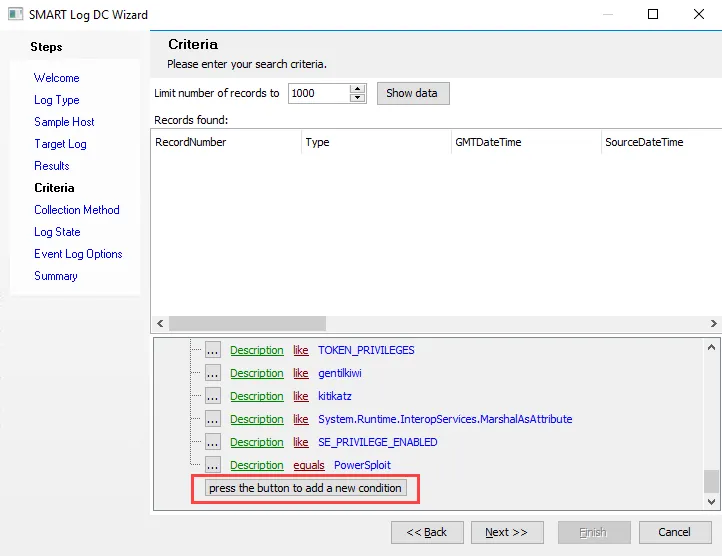 SMART Log DC Wizard
Steps
Welcome
Log Type
Sample Host
Target Log
Results
Criteria
Collection Method
Log State
Event Log Options
Summary
Criteria
Please enter your search criteria.
Limit number of records to 1000 Show data
Records found:
RecordNumber Type GMTDateTime SourceDateTime
... Description like TOKEN_PRIVILEGES
... Description like gentilkiwi
... Description like kitikatz
... Description like System.Runtime.InteropServices.MarshalAsAttribute
... Description like SE_PRIVILEGE_ENABLED
... Description equals PowerSploit
press the button to add a new condition
<< Back Next >> Finish Cancel